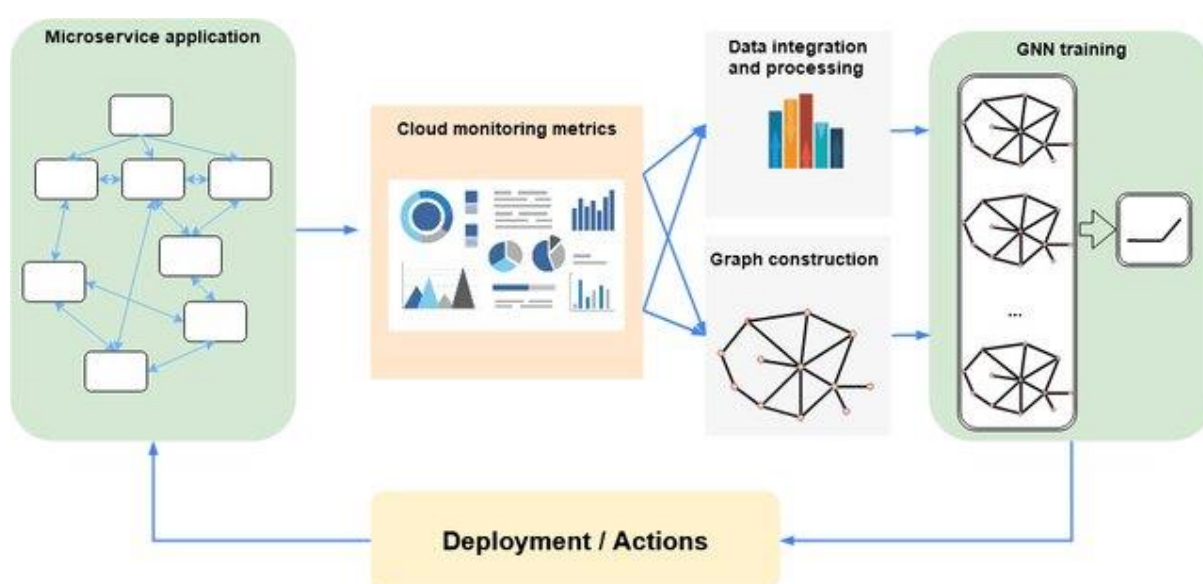 Microservice application
Cloud monitoring metrics
Data integration
and processing
Graph construction
GNN training
...
Deployment / Actions